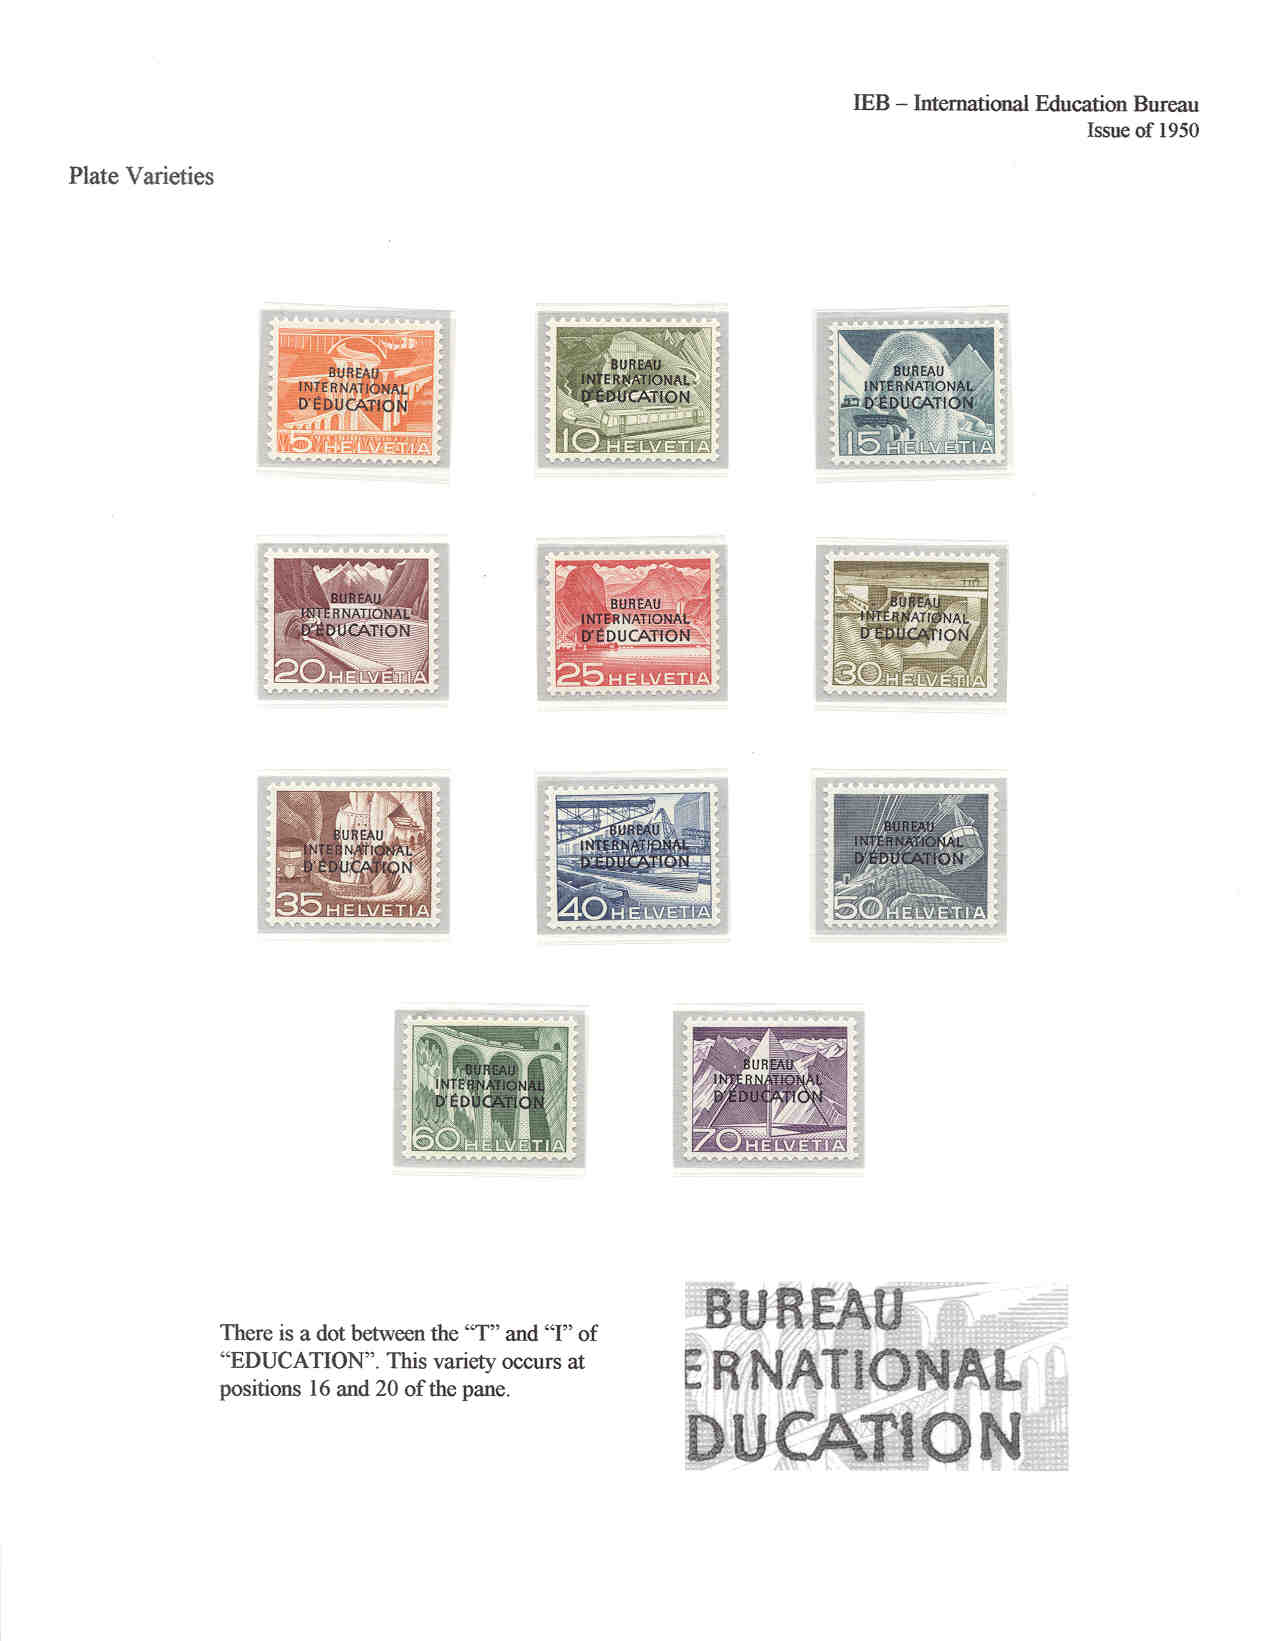 IEB – International Education Bureau
Issue of 1950
Plate Varieties
BUREAU
INTERNATIONAL
D'ÉDUCATION
5 HELVETIA
BUREAU
INTERNATIONAL
D'ÉDUCATION
10 HELVETIA
BUREAU
INTERNATIONAL
D'ÉDUCATION
15 HELVETIA
BUREAU
INTERNATIONAL
D'ÉDUCATION
20 HELVETIA
BUREAU
INTERNATIONAL
D'ÉDUCATION
25 HELVETIA
BUREAU
INTERNATIONAL
D'ÉDUCATION
30 HELVETIA
BUREAU
INTERNATIONAL
D'ÉDUCATION
35 HELVETIA
BUREAU
INTERNATIONAL
D'ÉDUCATION
40 HELVETIA
BUREAU
INTERNATIONAL
D'ÉDUCATION
50 HELVETIA
BUREAU
INTERNATIONAL
D'ÉDUCATION
60 HELVETIA
BUREAU
INTERNATIONAL
D'ÉDUCATION
70 HELVETIA
There is a dot between the “T” and “I” of
“EDUCATION”. This variety occurs at
positions 16 and 20 of the pane.
BUREAU
ERNATIONAL
DUCATION